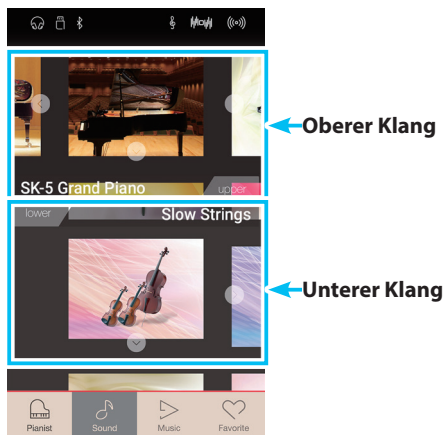 Oberer Klang
SK-5 Grand Piano
upper
lower
Slow Strings
Unterer Klang
Pianist
Sound
Music
Favorite